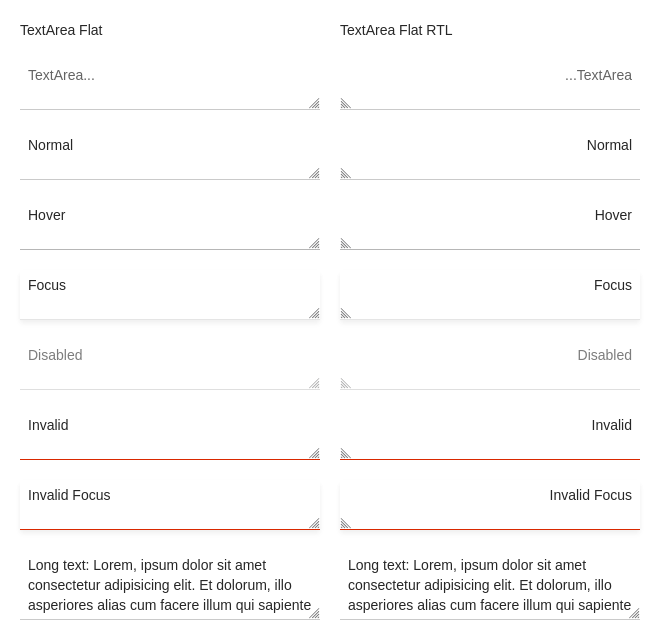 TextArea Flat
TextArea...
Normal
Hover
Focus
Disabled
Invalid
Invalid Focus
Long text: Lorem, ipsum dolor sit amet
consectetur adipisicing elit. Et dolorum, illo
asperiores alias cum facere illum qui sapiente
TextArea Flat RTL
...TextArea
Normal
Hover
Focus
Disabled
Invalid
Invalid Focus
Long text: Lorem, ipsum dolor sit amet
consectetur adipisicing elit. Et dolorum, illo
asperiores alias cum facere illum qui sapiente